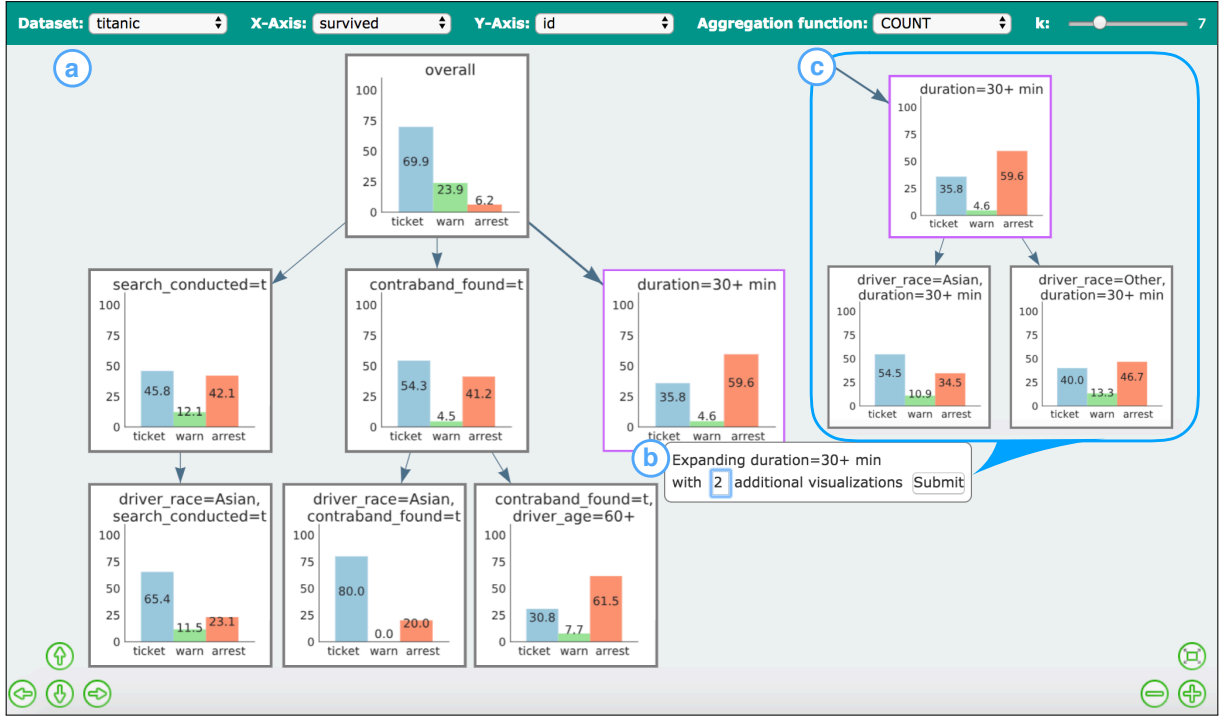 Dataset: titanic X-Axis: survived Y-Axis: id Aggregation function: COUNT k: 7
a
overall
100
75
50
25
0
69.9
23.9
6.2
ticket warn arrest
search_conducted=t
100
75
50
25
0
45.8
12.1
42.1
ticket warn arrest
contraband_found=t
100
75
50
25
0
54.3
4.5
41.2
ticket warn arrest
duration=30+ min
100
75
50
25
0
35.8
4.6
59.6
ticket warn arrest
driver_race=Asian,
search_conducted=t
100
75
50
25
0
65.4
11.5
23.1
ticket warn arrest
driver_race=Asian,
contraband_found=t
100
75
50
25
0
80.0
0.0
20.0
ticket warn arrest
contraband_found=t,
driver_age=60+
100
75
50
25
0
30.8
7.7
61.5
ticket warn arrest
b
Expanding duration=30+ min
with 2 additional visualizations Submit
c
duration=30+ min
100
75
50
25
0
35.8
4.6
59.6
ticket warn arrest
driver_race=Asian,
duration=30+ min
100
75
50
25
0
54.5
10.9
34.5
ticket warn arrest
driver_race=Other,
duration=30+ min
100
75
50
25
0
40.0
13.3
46.7
ticket warn arrest